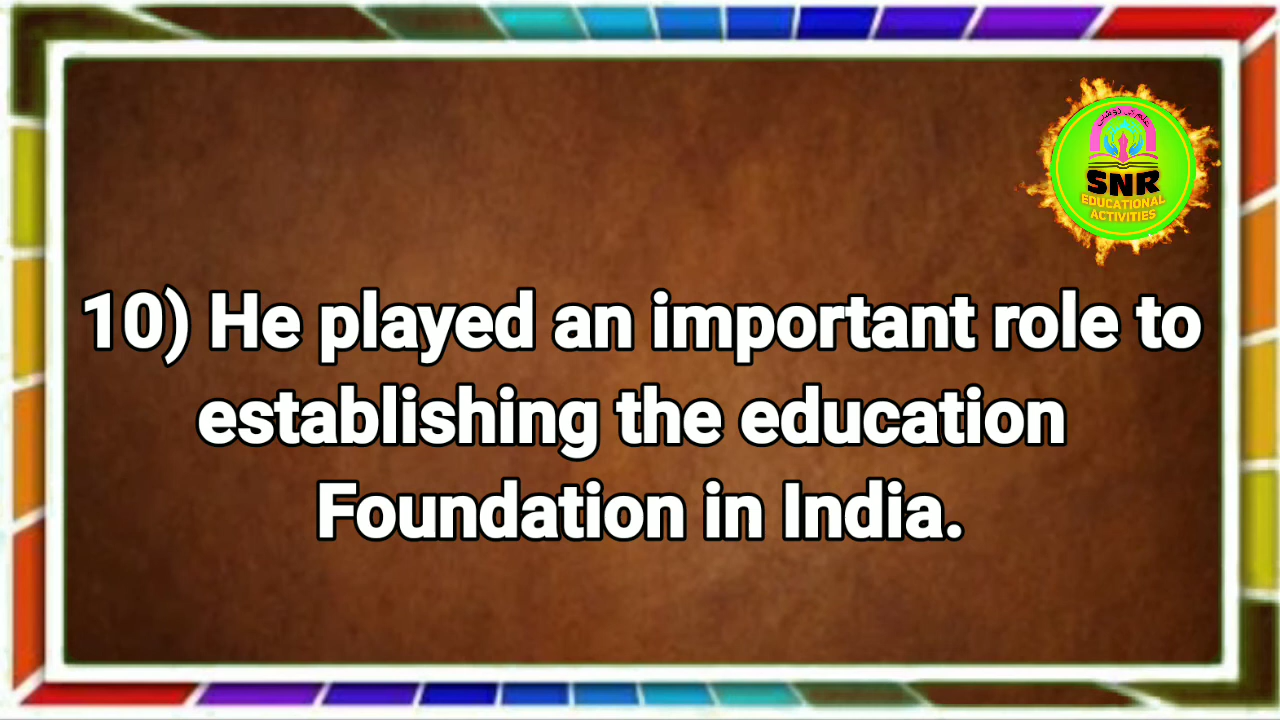 SNR
EDUCATIONAL
ACTIVITIES
10) He played an important role to
establishing the education
Foundation in India.